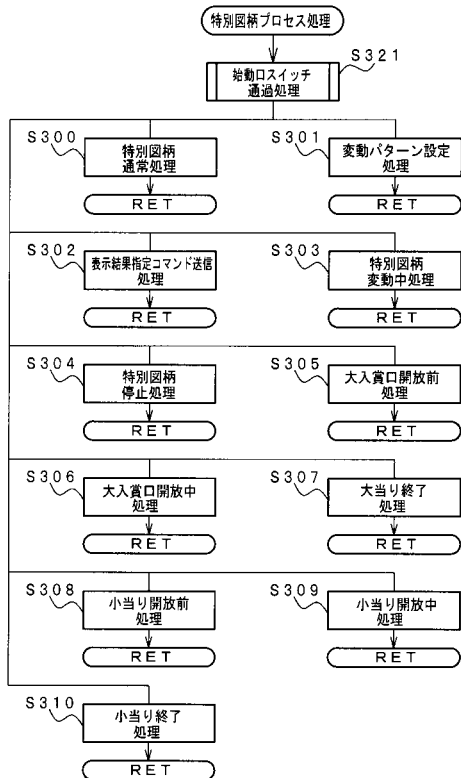 特別図柄プロセス処理
S321
始動口スイッチ
通過処理
S300
特別図柄
通常処理
RET
S301
変動パターン設定
処理
RET
S302
表示結果指定コマンド送信
処理
RET
S303
特別図柄
変動中処理
RET
S304
特別図柄
停止処理
RET
S305
大入賞口開放前
処理
RET
S306
大入賞口開放中
処理
RET
S307
大当り終了
処理
RET
S308
小当り開放前
処理
RET
S309
小当り開放中
処理
RET
S310
小当り終了
処理
RET